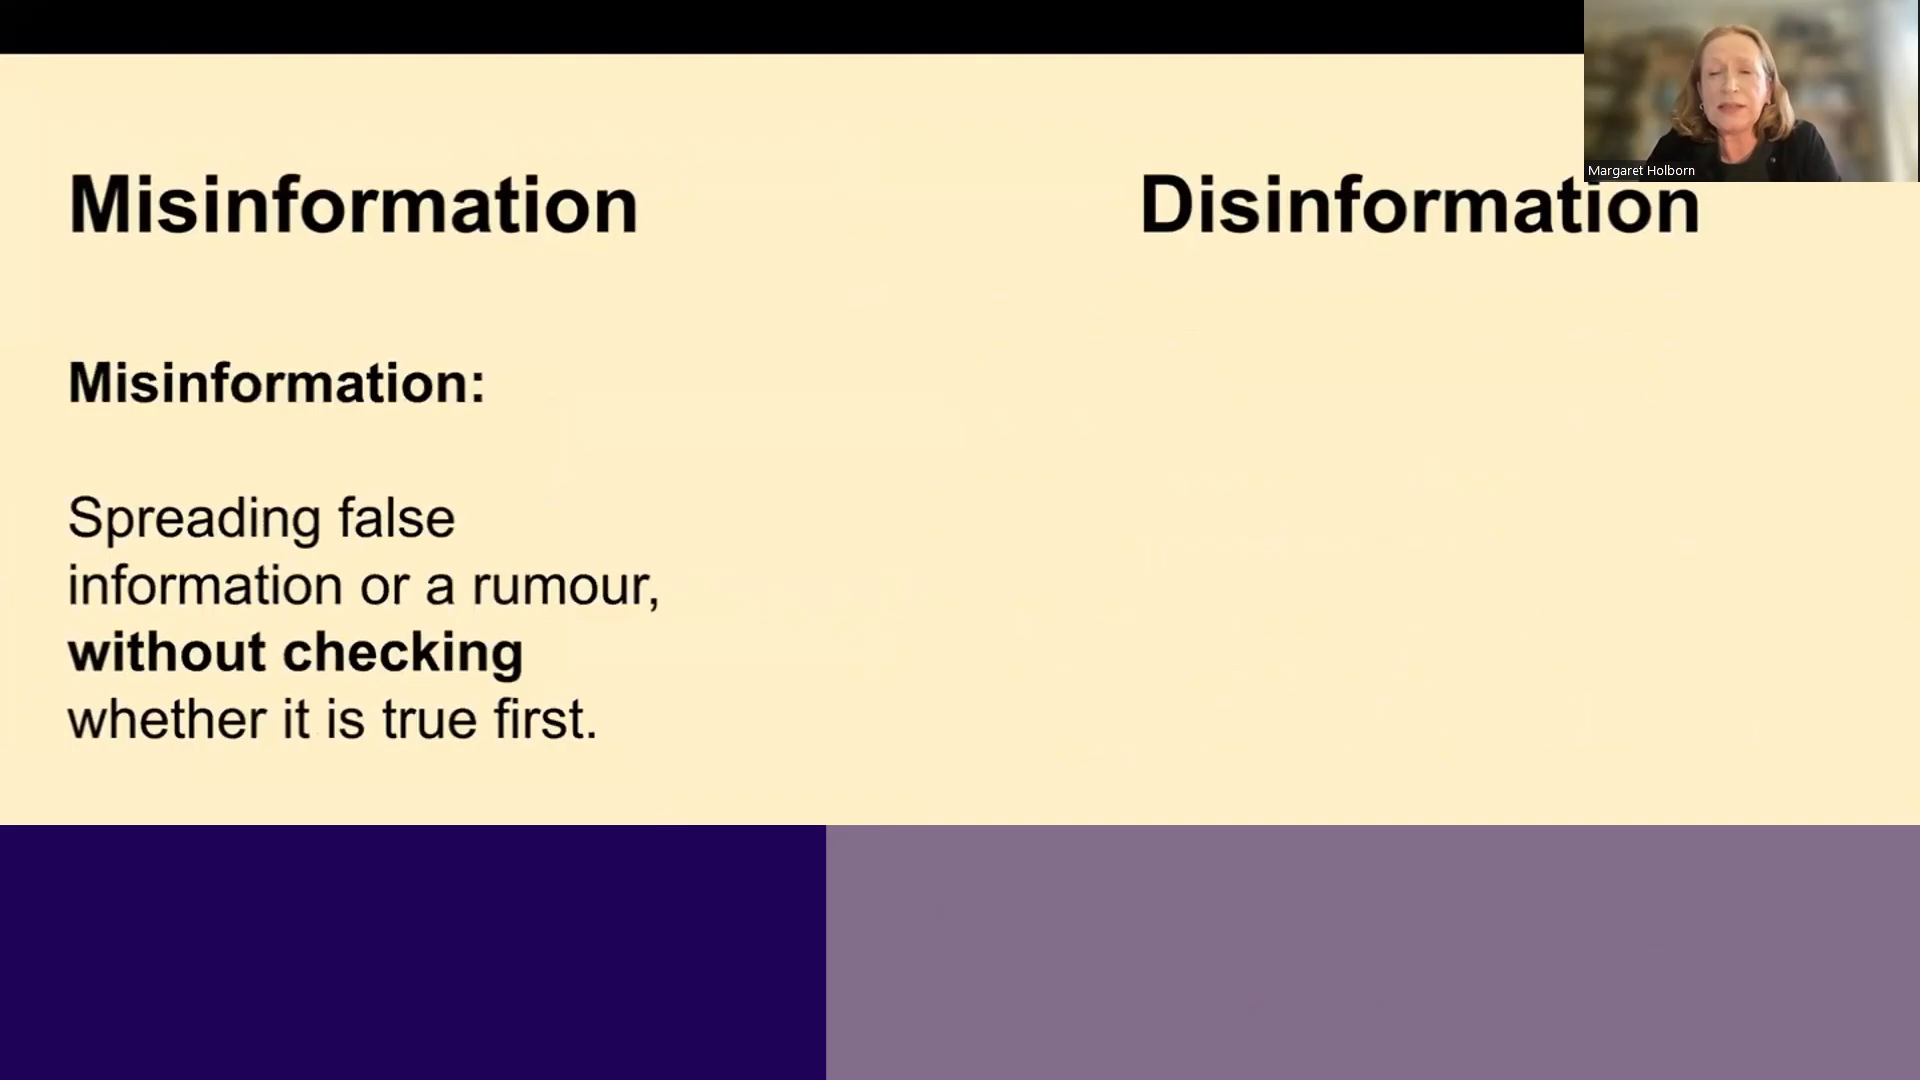 Misinformation
Disinformation
Margaret Holborn
Misinformation:
Spreading false
information or a rumour,
without checking
whether it is true first.